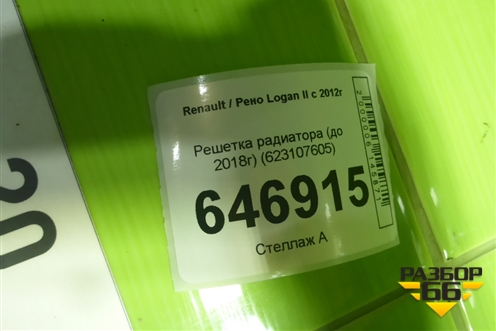 Renault / Рено Logan II с 2012г
Решетка радиатора (до
2018г) (623107605)
646915
Стеллаж А
РАЗБОР
66